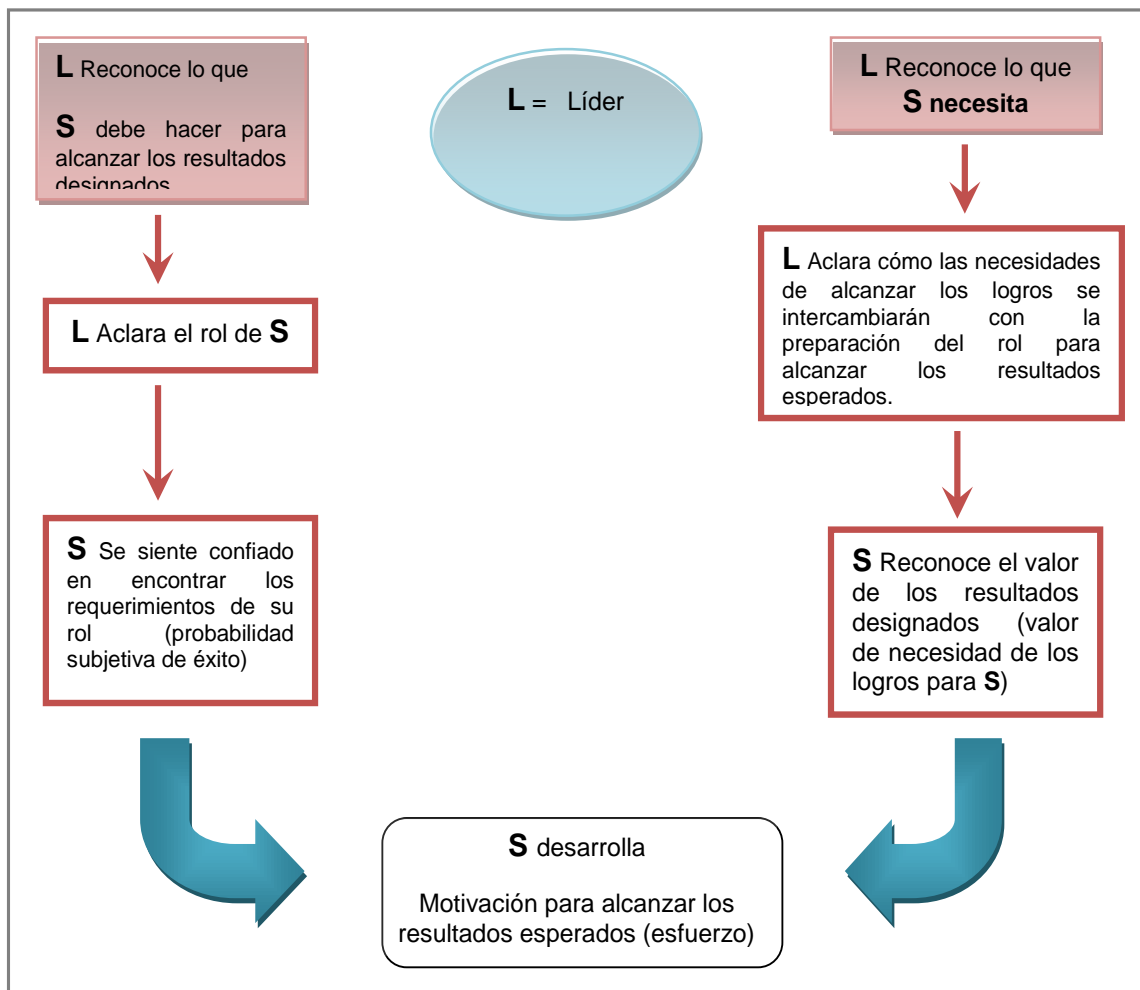 L Reconoce lo que
S debe hacer para
alcanzar los resultados
designados
L Aclara el rol de S
S Se siente confiado
en encontrar los
requerimientos de su
rol (probabilidad
subjetiva de éxito)
L = Líder
L Reconoce lo que
S necesita
L Aclara cómo las necesidades
de alcanzar los logros se
intercambiarán con la
preparación del rol para
alcanzar los resultados
esperados.
S Reconoce el valor
de los resultados
designados (valor
de necesidad de los
logros para S)
S desarrolla
Motivación para alcanzar los
resultados esperados (esfuerzo)